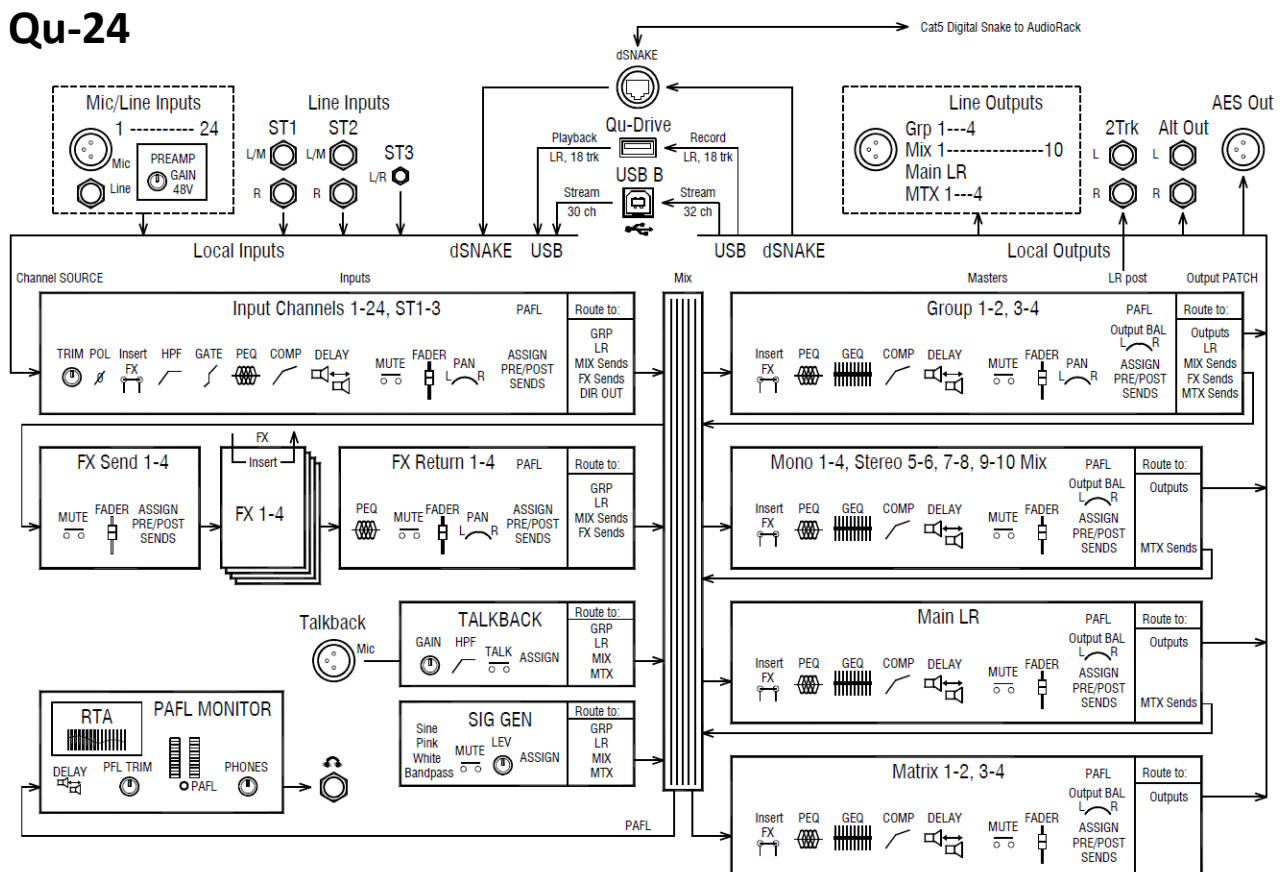 Qu-24
Cat5 Digital Snake to AudioRack
dSNAKE
Mic/Line Inputs
1 ---------- 24
Mic
Line
PREAMP
GAIN
48V
Line Inputs
ST1
ST2
ST3
L/M
L/M
L/R
R
R
Qu-Drive
Playback
LR, 18 trk
Record
LR, 18 trk
USB B
Stream
30 ch
Stream
32 ch
Line Outputs
Grp 1---4
Mix 1---------------10
Main LR
MTX 1---4
2Trk
Alt Out
AES Out
L
L
R
R
Local Inputs
dSNAKE
USB
USB
dSNAKE
Local Outputs
Channel SOURCE
Inputs
Mix
Masters
LR post
Output PATCH
Input Channels 1-24, ST1-3
PAFL
Route to:
TRIM
POL
Insert
FX
HPF
GATE
PEQ
COMP
DELAY
MUTE
FADER
PAN
L
R
ASSIGN
PRE/POST
SENDS
GRP
LR
MIX Sends
FX Sends
DIR OUT
Group 1-2, 3-4
PAFL
Route to:
Insert
FX
PEQ
GEQ
COMP
DELAY
MUTE
FADER
PAN
L
R
Output BAL
L
R
ASSIGN
PRE/POST
SENDS
Outputs
LR
MIX Sends
FX Sends
MTX Sends
FX Send 1-4
MUTE
FADER
ASSIGN
PRE/POST
SENDS
FX
Insert
FX 1-4
FX Return 1-4
PAFL
Route to:
PEQ
MUTE
FADER
PAN
L
R
ASSIGN
PRE/POST
SENDS
GRP
LR
MIX Sends
FX Sends
Mono 1-4, Stereo 5-6, 7-8, 9-10 Mix
PAFL
Route to:
Insert
FX
PEQ
GEQ
COMP
DELAY
MUTE
FADER
Output BAL
L
R
ASSIGN
PRE/POST
SENDS
Outputs
MTX Sends
Talkback
Mic
TALKBACK
GAIN
HPF
TALK
ASSIGN
Route to:
GRP
LR
MIX
MTX
Main LR
PAFL
Route to:
Insert
FX
PEQ
GEQ
COMP
DELAY
MUTE
FADER
Output BAL
L
R
ASSIGN
PRE/POST
SENDS
Outputs
MTX Sends
RTA
PAFL MONITOR
DELAY
PFL TRIM
PAFL
PHONES
SIG GEN
Sine
Pink
White
Bandpass
MUTE
LEV
ASSIGN
Route to:
GRP
LR
MIX
MTX
PAFL
Matrix 1-2, 3-4
PAFL
Route to:
Insert
FX
PEQ
GEQ
COMP
DELAY
MUTE
FADER
Output BAL
L
R
ASSIGN
PRE/POST
SENDS
Outputs